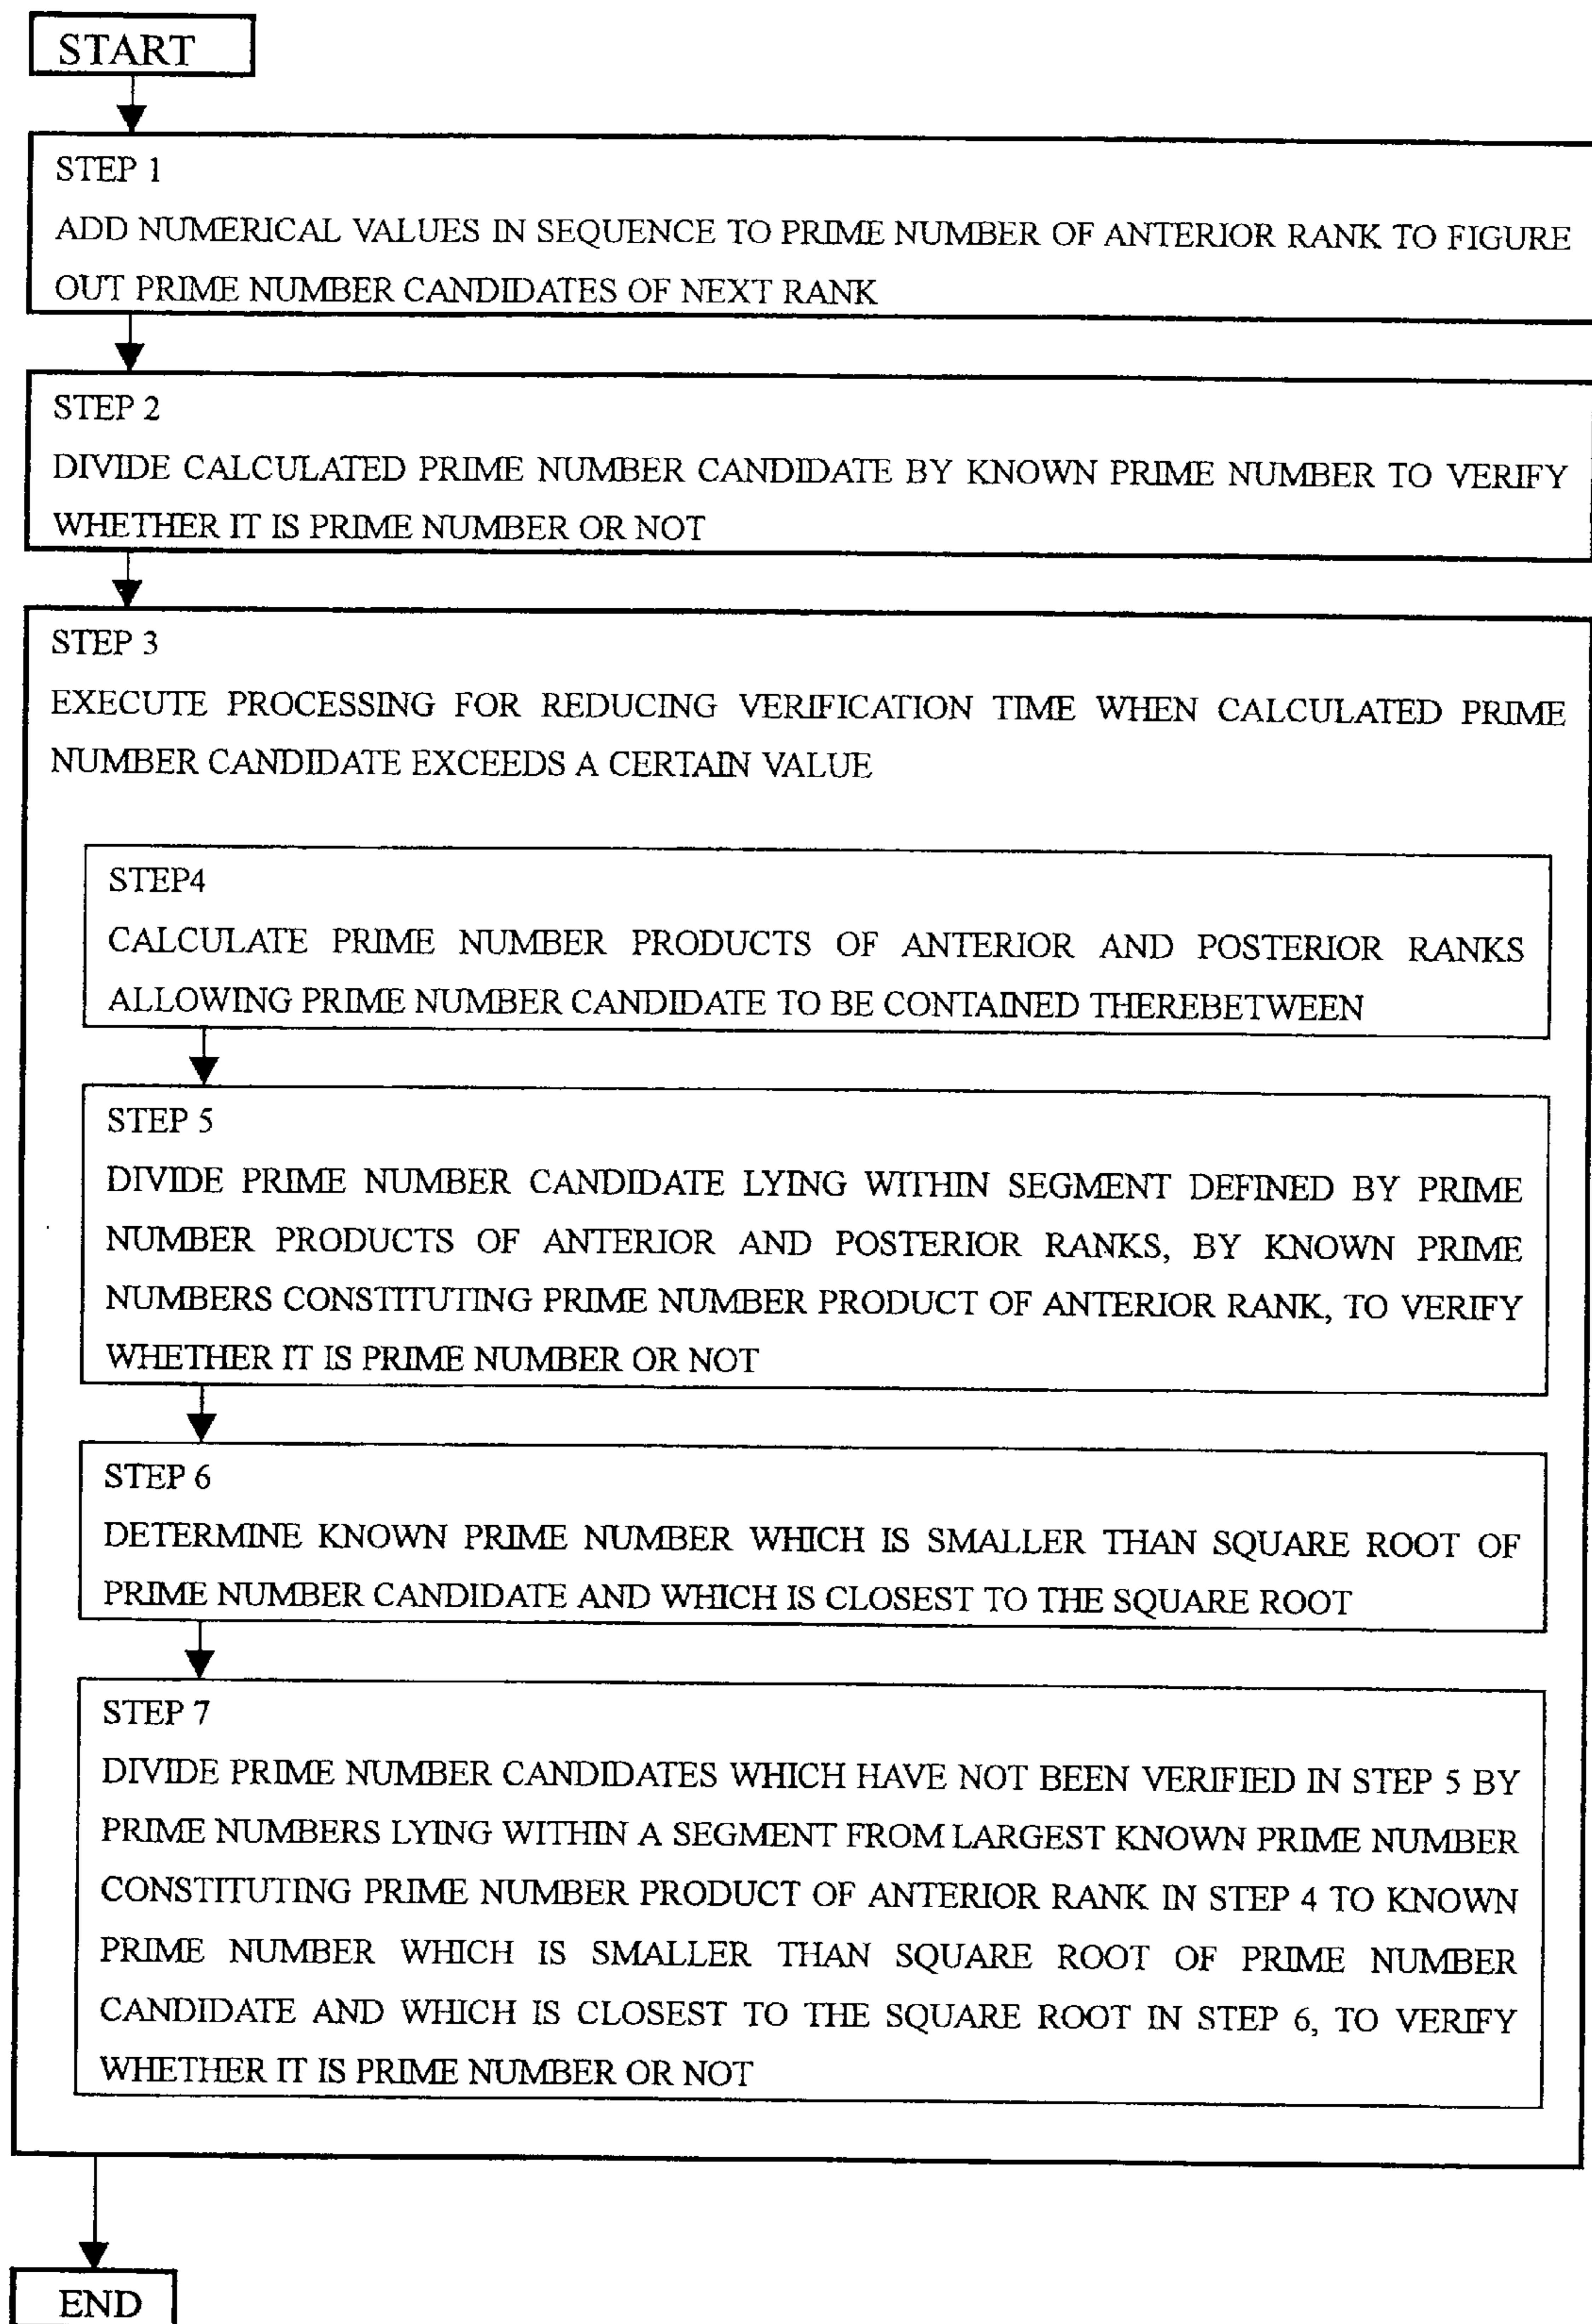 START
STEP 1
ADD NUMERICAL VALUES IN SEQUENCE TO PRIME NUMBER OF ANTERIOR RANK TO FIGURE
OUT PRIME NUMBER CANDIDATES OF NEXT RANK
STEP 2
DIVIDE CALCULATED PRIME NUMBER CANDIDATE BY KNOWN PRIME NUMBER TO VERIFY
WHETHER IT IS PRIME NUMBER OR NOT
STEP 3
EXECUTE PROCESSING FOR REDUCING VERIFICATION TIME WHEN CALCULATED PRIME
NUMBER CANDIDATE EXCEEDS A CERTAIN VALUE
STEP4
CALCULATE PRIME NUMBER PRODUCTS OF ANTERIOR AND POSTERIOR RANKS
ALLOWING PRIME NUMBER CANDIDATE TO BE CONTAINED THEREBETWEEN
STEP 5
DIVIDE PRIME NUMBER CANDIDATE LYING WITHIN SEGMENT DEFINED BY PRIME
NUMBER PRODUCTS OF ANTERIOR AND POSTERIOR RANKS, BY KNOWN PRIME
NUMBERS CONSTITUTING PRIME NUMBER PRODUCT OF ANTERIOR RANK, TO VERIFY
WHETHER IT IS PRIME NUMBER OR NOT
STEP 6
DETERMINE KNOWN PRIME NUMBER WHICH IS SMALLER THAN SQUARE ROOT OF
PRIME NUMBER CANDIDATE AND WHICH IS CLOSEST TO THE SQUARE ROOT
STEP 7
DIVIDE PRIME NUMBER CANDIDATES WHICH HAVE NOT BEEN VERIFIED IN STEP 5 BY
PRIME NUMBERS LYING WITHIN A SEGMENT FROM LARGEST KNOWN PRIME NUMBER
CONSTITUTING PRIME NUMBER PRODUCT OF ANTERIOR RANK IN STEP 4 TO KNOWN
PRIME NUMBER WHICH IS SMALLER THAN SQUARE ROOT OF PRIME NUMBER
CANDIDATE AND WHICH IS CLOSEST TO THE SQUARE ROOT IN STEP 6, TO VERIFY
WHETHER IT IS PRIME NUMBER OR NOT
END